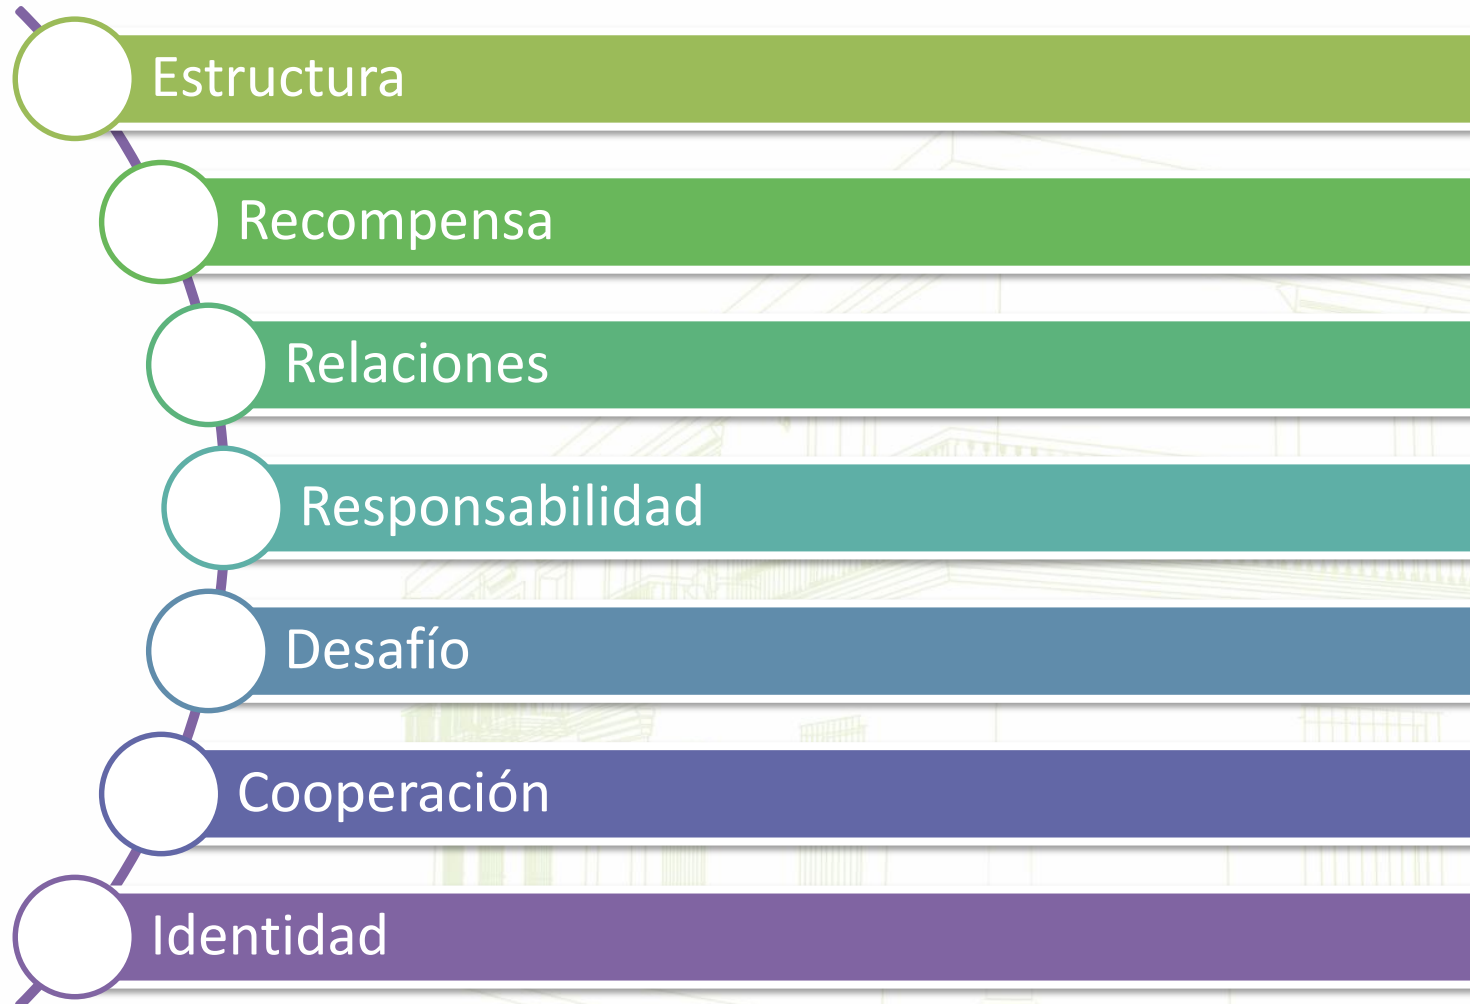 Estructura
Recompensa
Relaciones
Responsabilidad
Desafío
Cooperación
Identidad